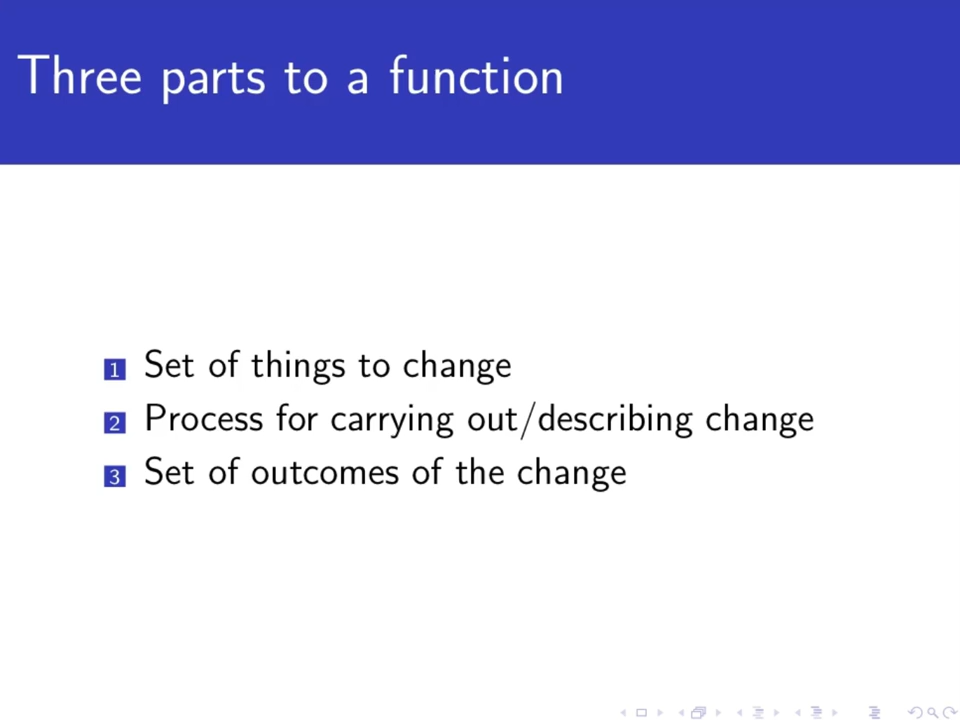 Three parts to a function
1 Set of things to change
2 Process for carrying out/describing change
3 Set of outcomes of the change